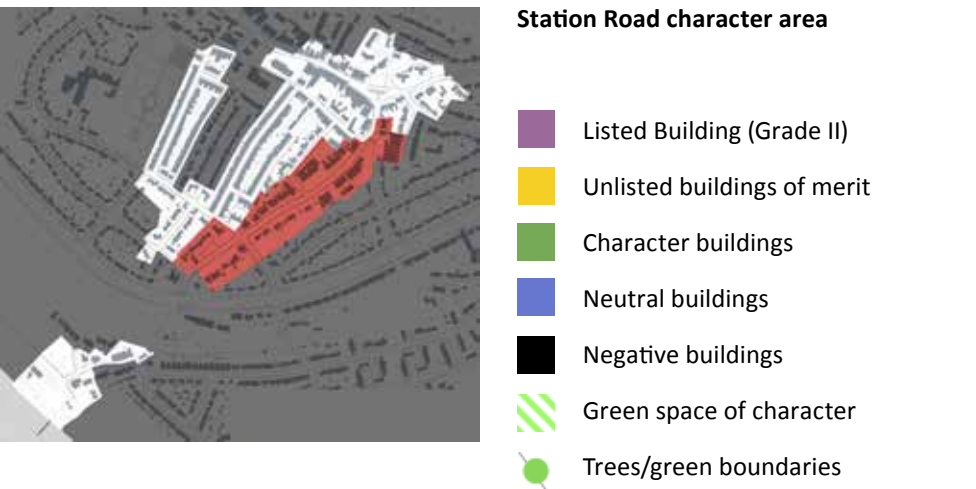 Station Road character area
Listed Building (Grade II)
Unlisted buildings of merit
Character buildings
Neutral buildings
Negative buildings
Green space of character
Trees/green boundaries